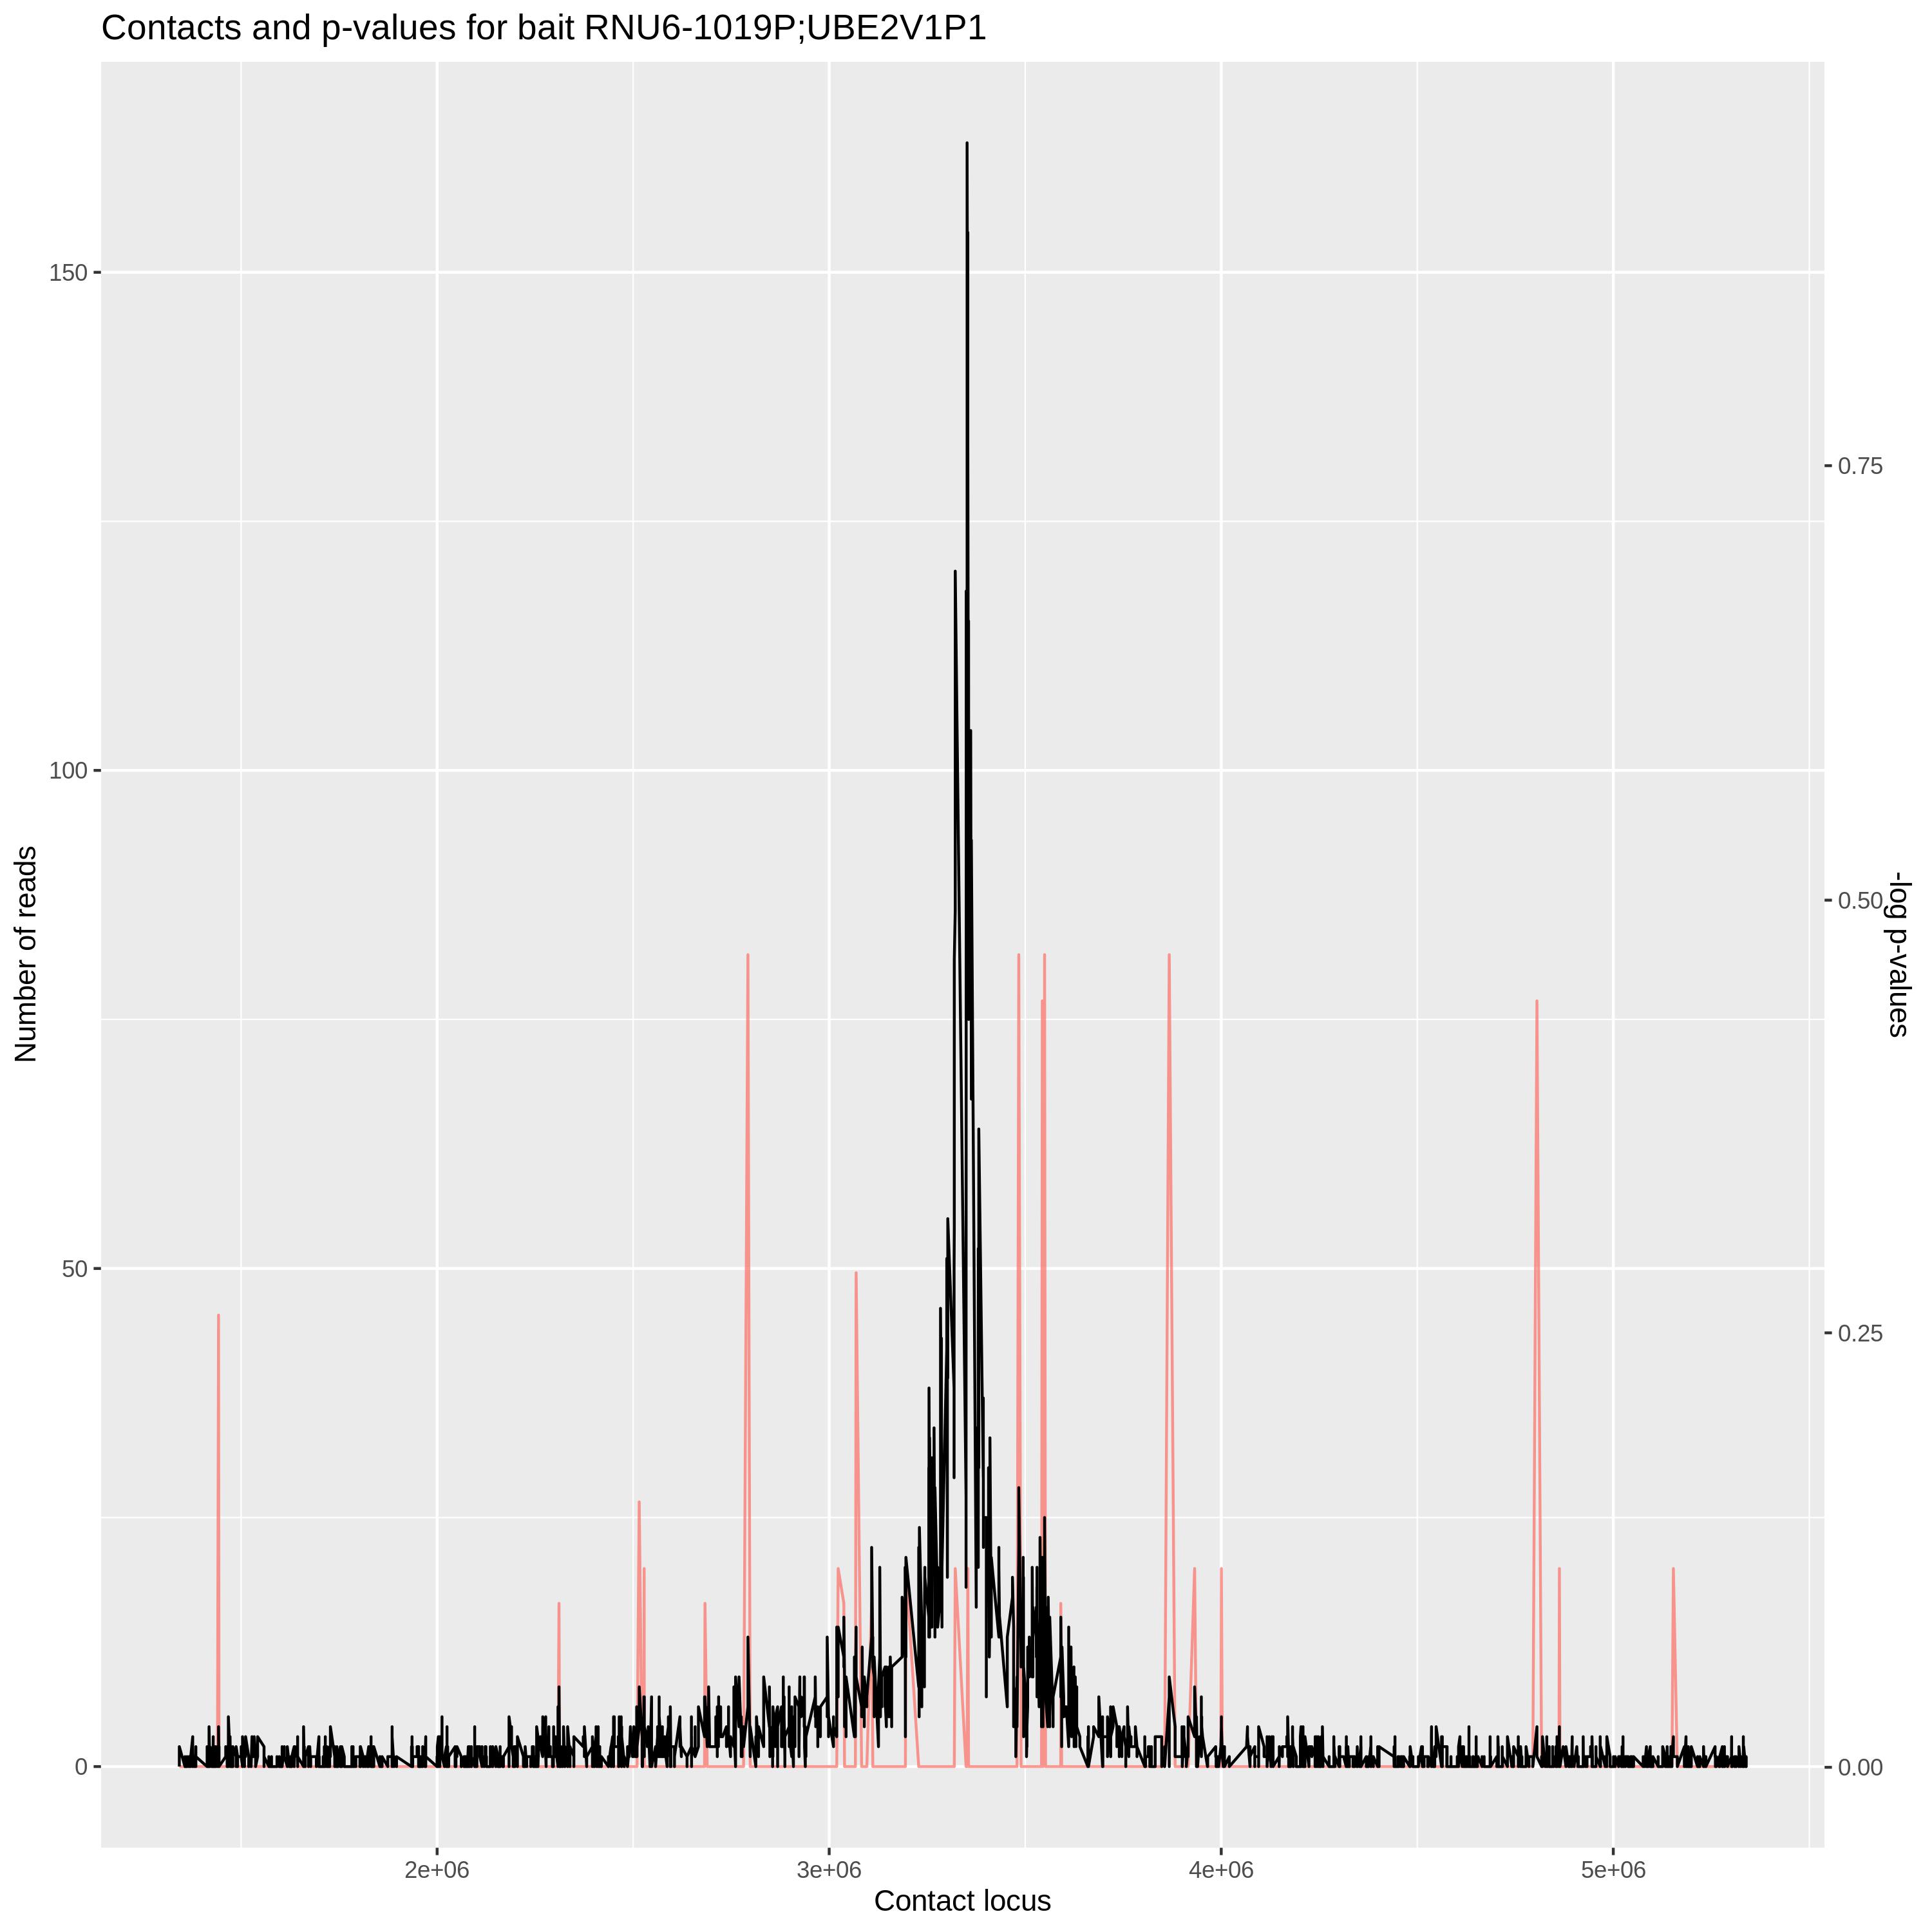 Contacts and p-values for bait RNU6-1019P;UBE2V1P1
150
100
50
0
Number of reads
0.75
0.50
0.25
0.00
-log p-values
2e+06
3e+06
4e+06
5e+06
Contact locus